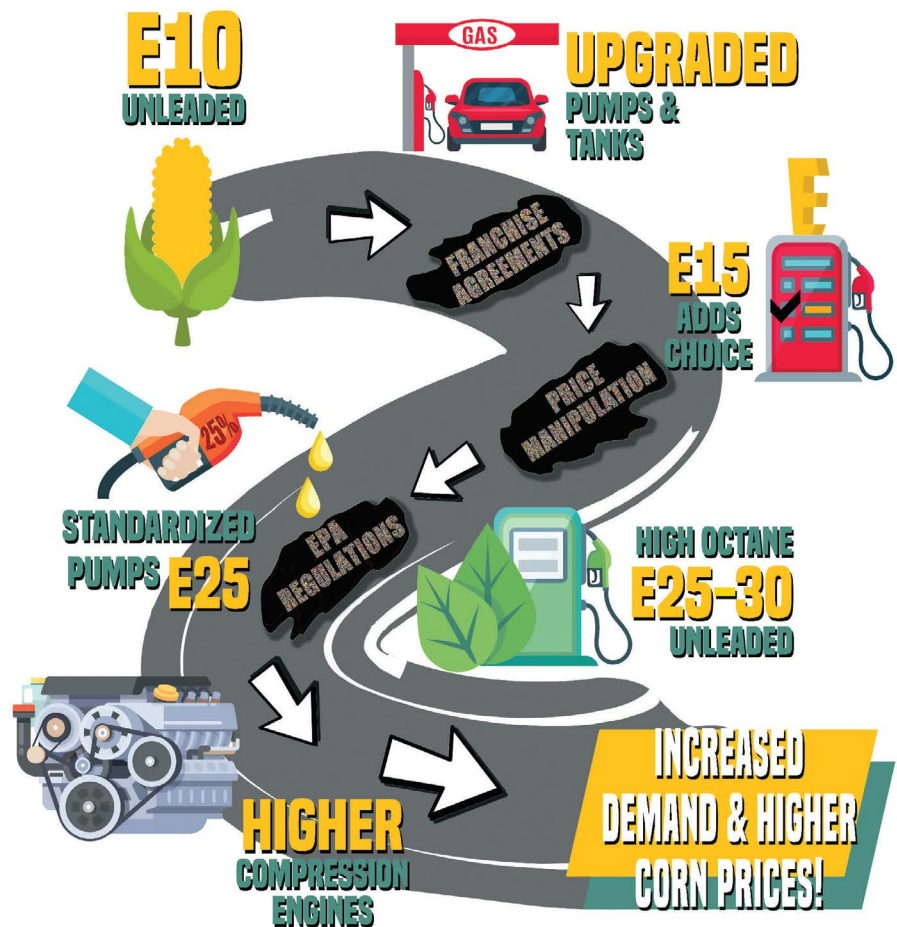 E10
UNLEADED
GAS
UPGRADED
PUMPS &
TANKS
FRANCHISE
AGREEMENTS
E
E15
ADDS
CHOICE
PRICE
MANIPULATION
25%
STANDARDIZED
PUMPS E25
EPA
REGULATIONS
HIGH OCTANE
E25-30
UNLEADED
HIGHER
COMPRESSION
ENGINES
INCREASED
DEMAND & HIGHER
CORN PRICES!